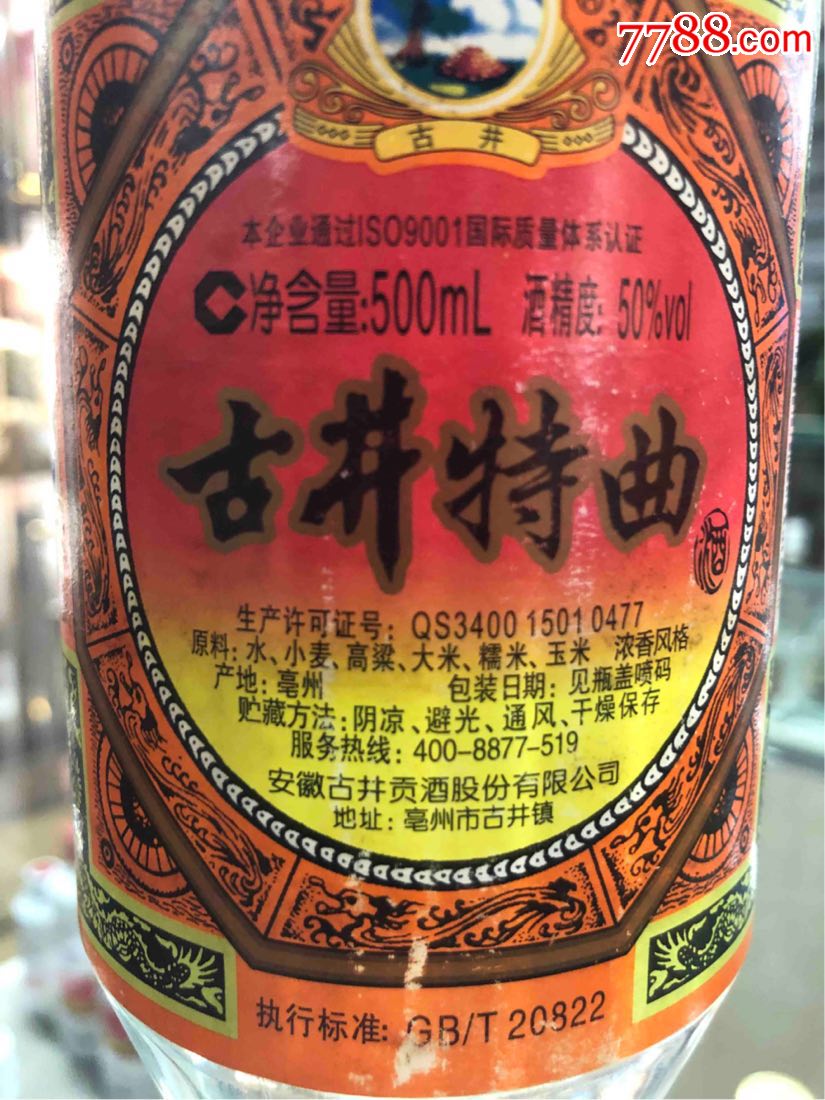 7788.com
古井
本企业通过ISO9001国际质量体系认证
C净含量:500mL 酒精度: 50%vol
古井特曲
酒
生产许可证号: QS3400 1501 0477
原料: 水、小麦、高粱、大米、糯米、玉米 浓香风格
产地: 亳州 包装日期: 见瓶盖喷码
贮藏方法: 阴凉、避光、通风、干燥保存
服务热线: 400-8877-519
安徽古井贡酒股份有限公司
地址: 亳州市古井镇
执行标准: GB/T 20822